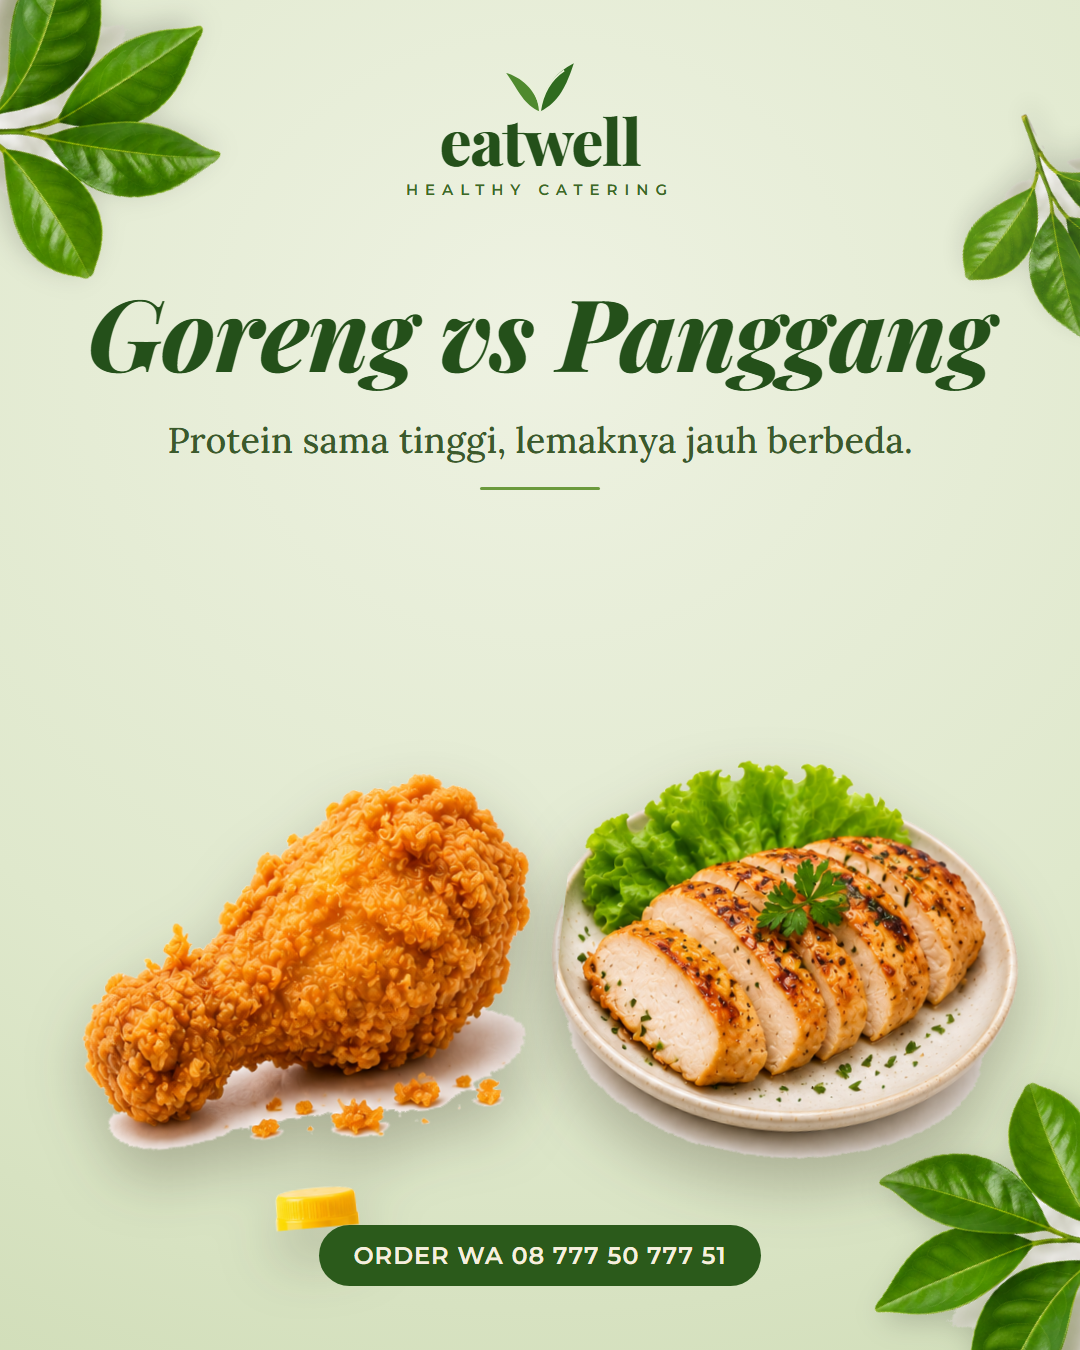 eatwell
HEALTHY CATERING
Goreng vs Panggang
Protein sama tinggi, lemaknya jauh berbeda.
ORDER WA 08 777 50 777 51